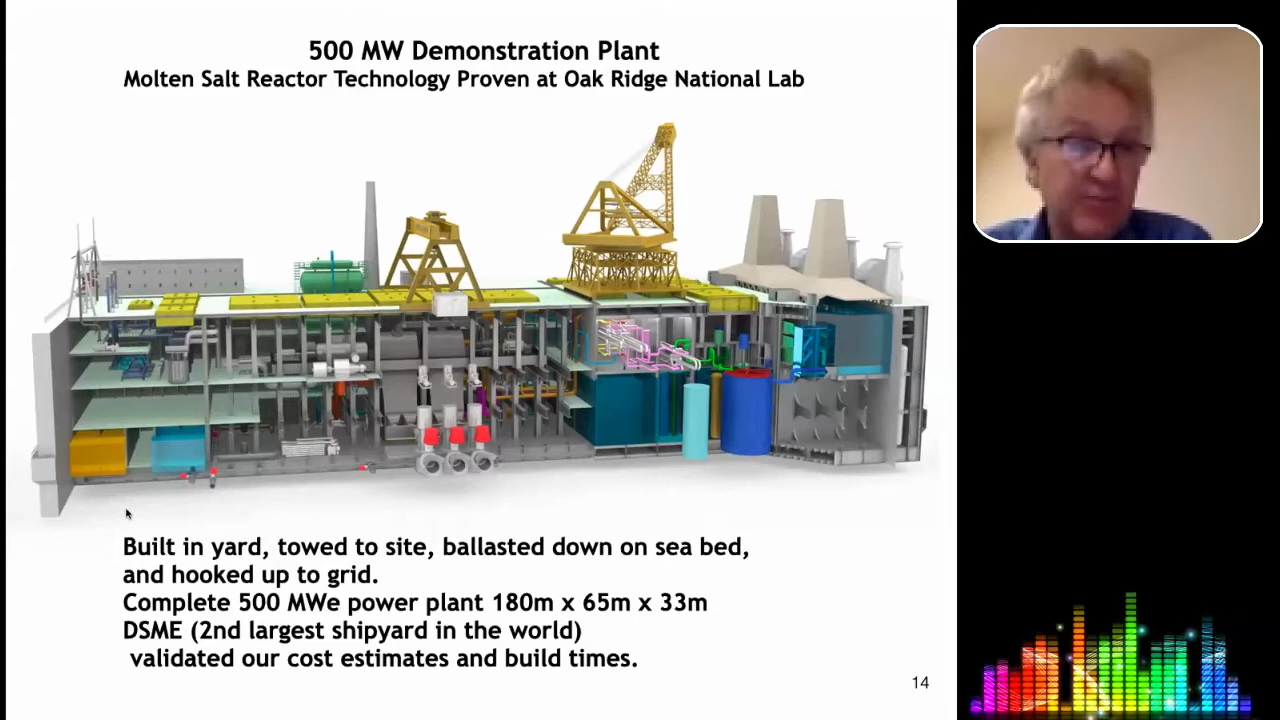 500 MW Demonstration Plant
Molten Salt Reactor Technology Proven at Oak Ridge National Lab
Built in yard, towed to site, ballasted down on sea bed,
and hooked up to grid.
Complete 500 MWe power plant 180m x 65m x 33m
DSME (2nd largest shipyard in the world)
validated our cost estimates and build times.
14